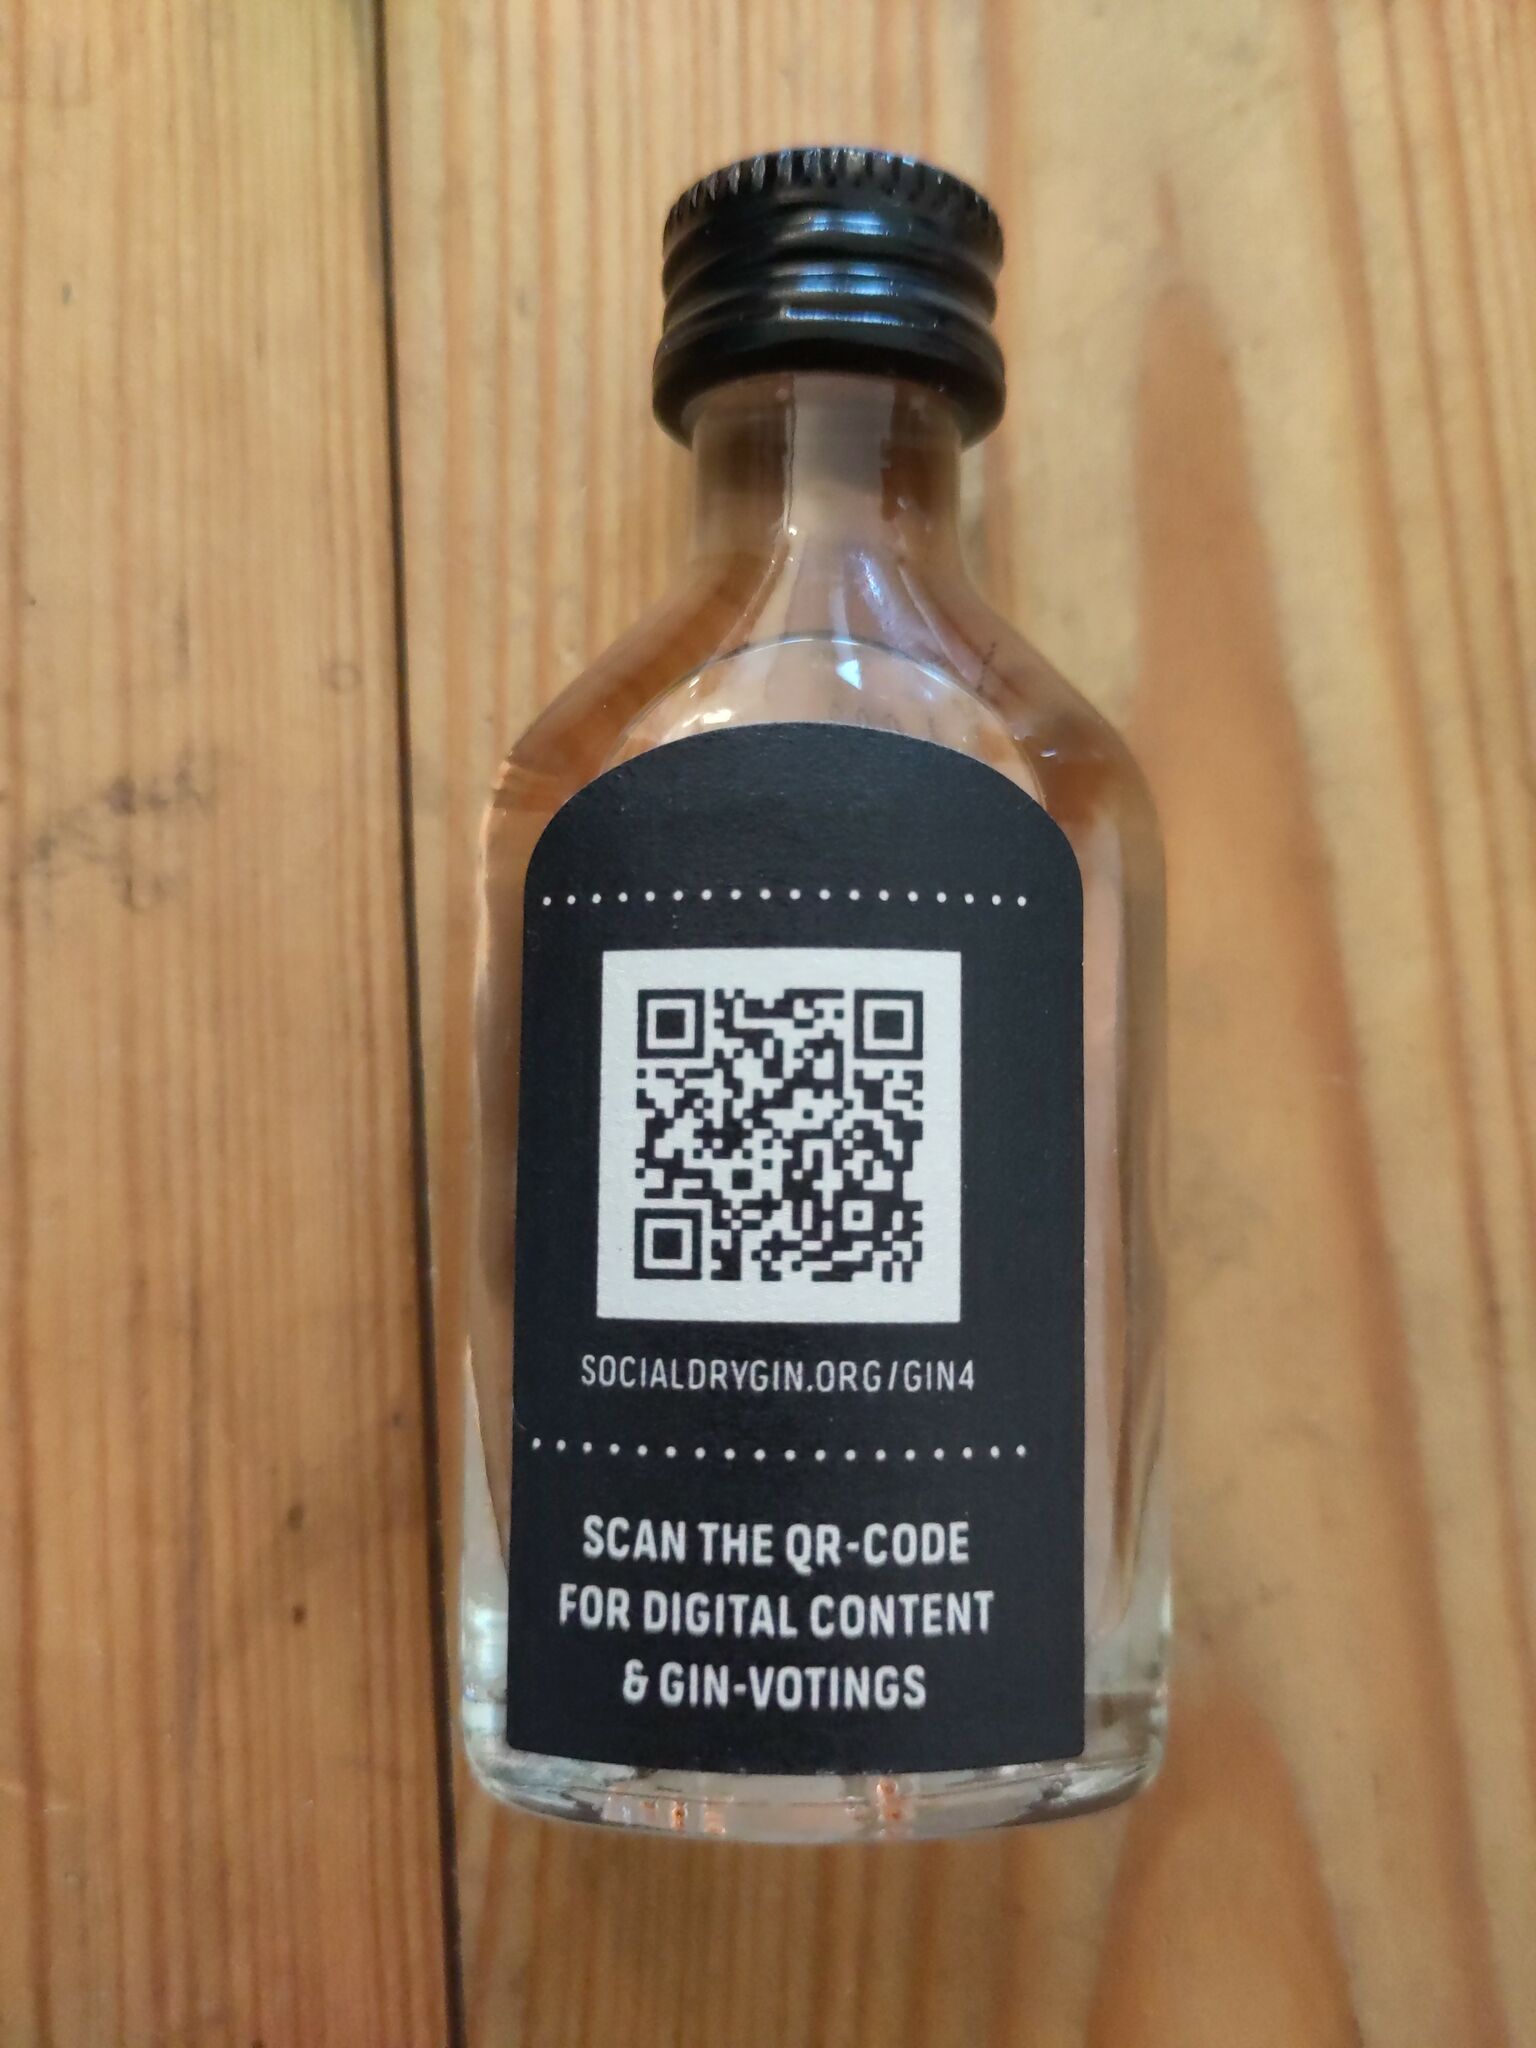 SOCIALDRYGIN.ORG/GIN4
SCAN THE QR-CODE
FOR DIGITAL CONTENT
& GIN-VOTINGS